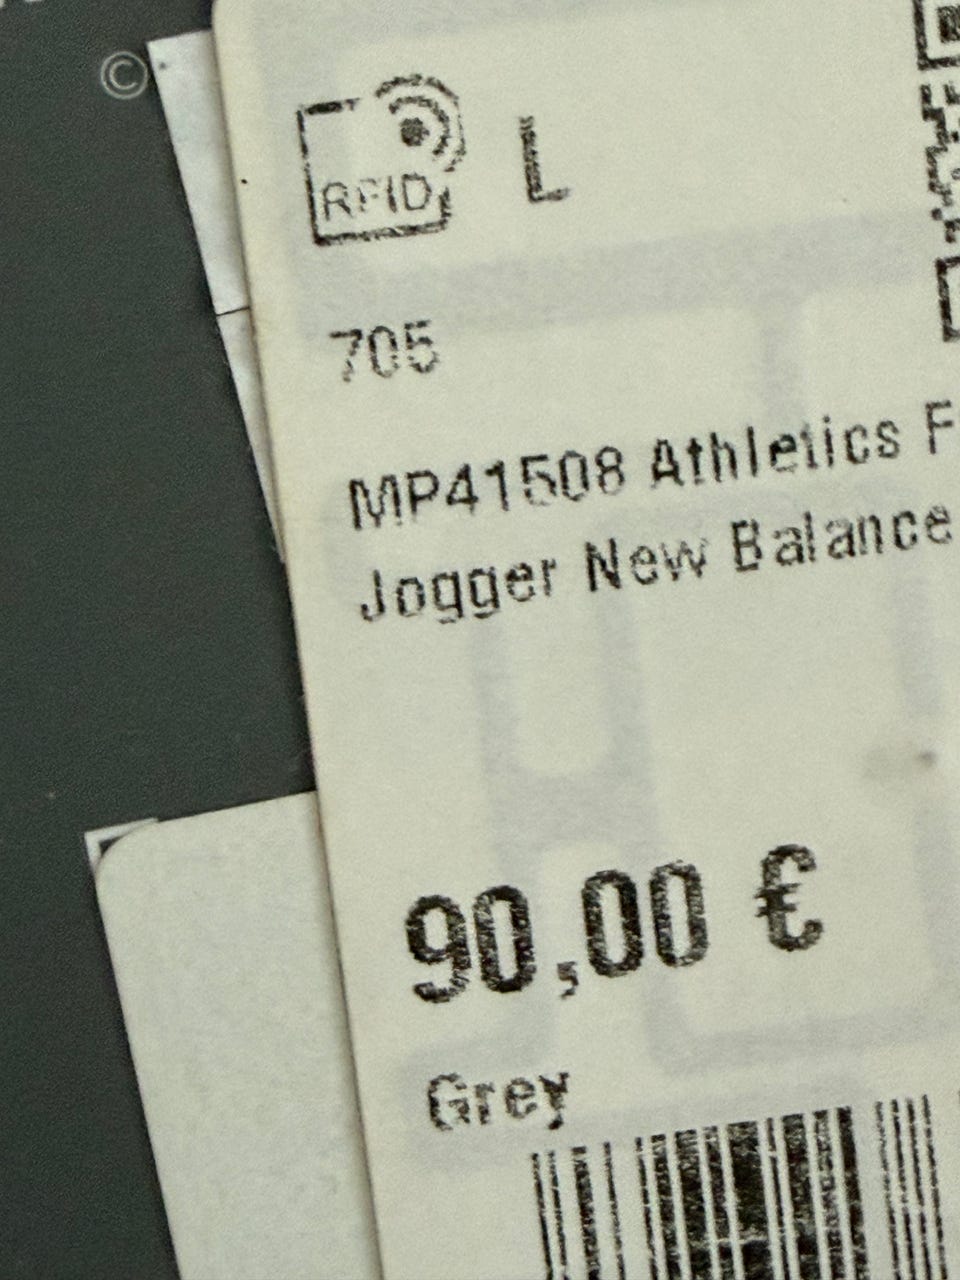 ©
RFID
L
705
MP41508 Athletics F
Jogger New Balance
90,00 €
Grey